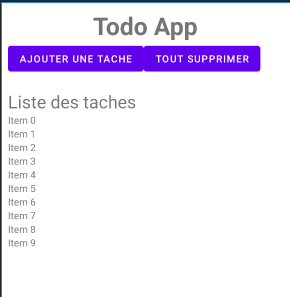 Todo App
AJOUTER UNE TACHE TOUT SUPPRIMER
Liste des taches
Item 0
Item 1
Item 2
Item 3
Item 4
Item 5
Item 6
Item 7
Item 8
Item 9